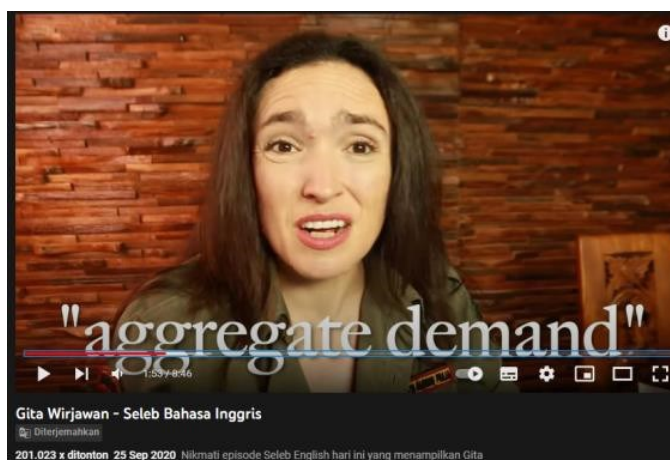 "aggregate demand"
1:53 / 8:46
Gita Wirjawan - Seleb Bahasa Inggris
Diterjemahkan
201.023 x ditonton 25 Sep 2020 Nikmati episode Seleb English hari ini yang menampilkan Gita